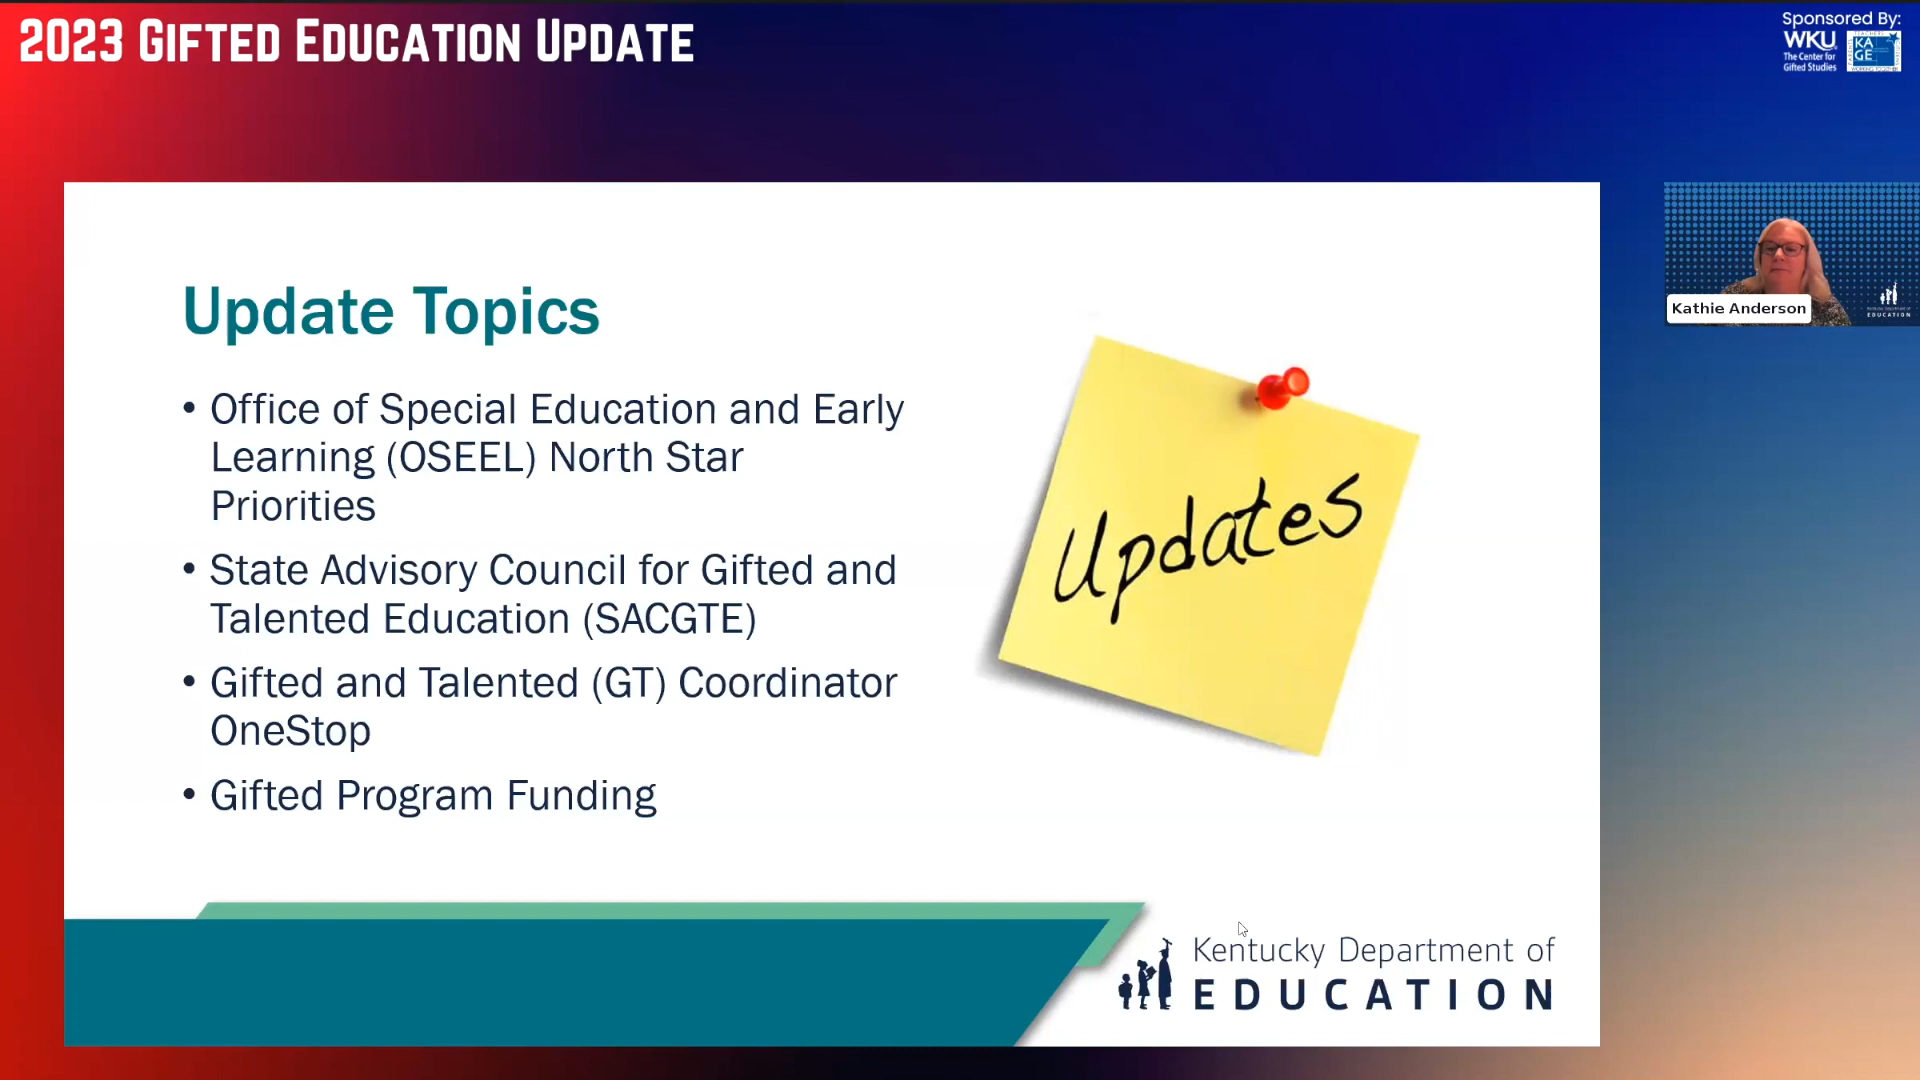 2023 GIFTED EDUCATION UPDATE
Sponsored By:
WKU
The Center for
Gifted Studies
KA
GE
Update Topics
• Office of Special Education and Early
Learning (OSEEL) North Star
Priorities
• State Advisory Council for Gifted and
Talented Education (SACGTE)
• Gifted and Talented (GT) Coordinator
OneStop
• Gifted Program Funding
Updates
Kathie Anderson
EDUCATION
Kentucky Department of
EDUCATION